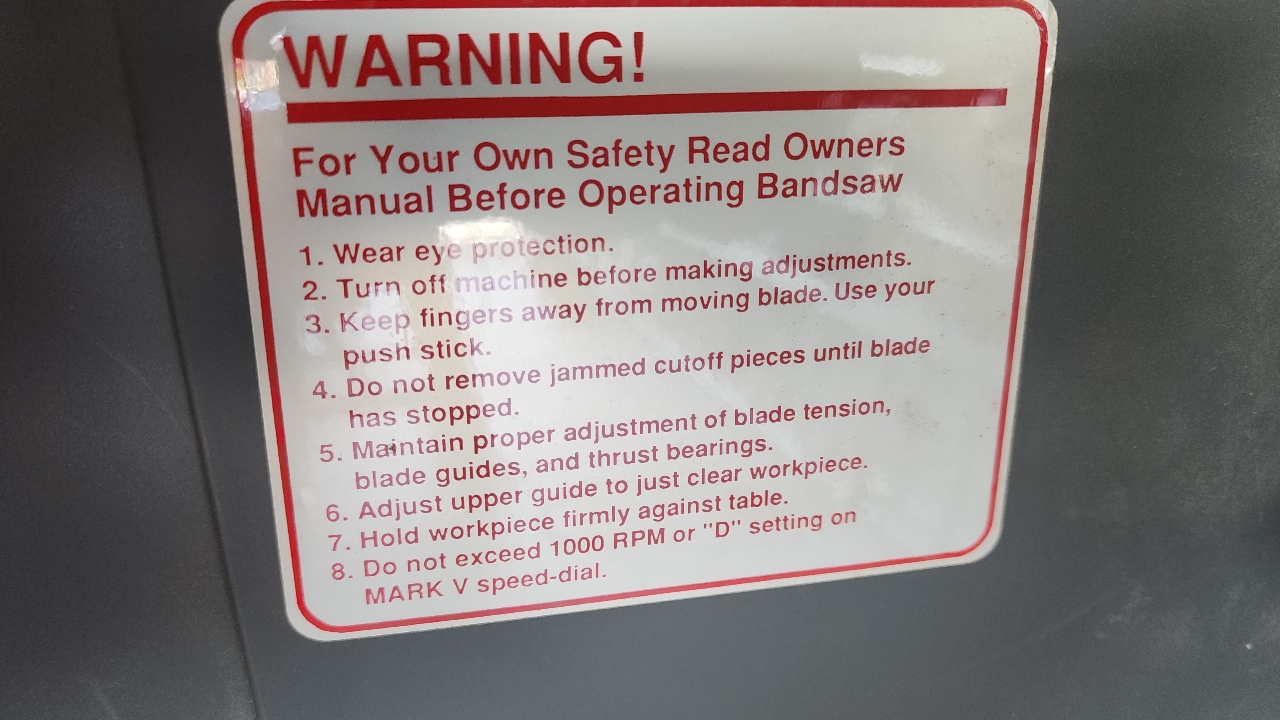 WARNING!
For Your Own Safety Read Owners
Manual Before Operating Bandsaw
1. Wear eye protection.
2. Turn off machine before making adjustments.
3. Keep fingers away from moving blade. Use your
push stick.
4. Do not remove jammed cutoff pieces until blade
has stopped.
5. Maintain proper adjustment of blade tension,
blade guides, and thrust bearings.
6. Adjust upper guide to just clear workpiece.
7. Hold workpiece firmly against table.
8. Do not exceed 1000 RPM or "D" setting on
MARK V speed-dial.